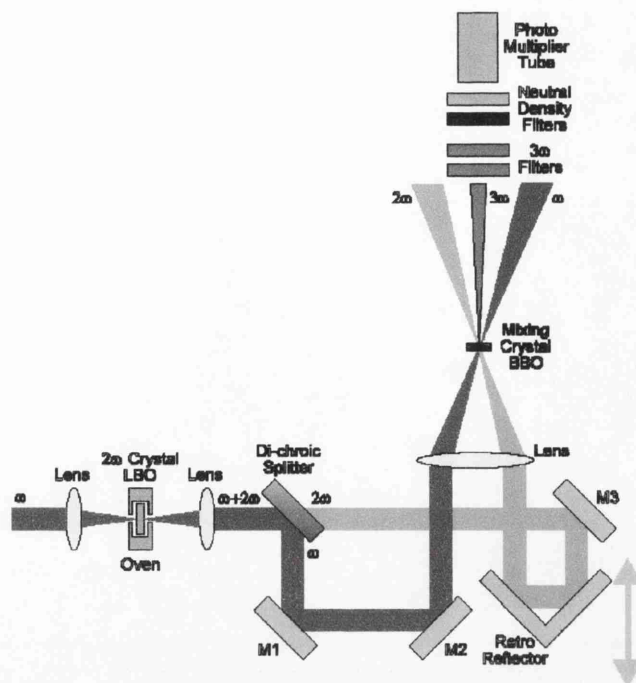 Photo
Multiplier
Tube
Neutral
Density
Filters
3ω
Filters
2ω
3ω
ω
Mixing
Crystal
BBO
Lens
2ω Crystal
LBO
Lens
Di-chroic
Splitter
Lens
M3
ω
ω+2ω
2ω
ω
Oven
M1
M2
Retro
Reflector